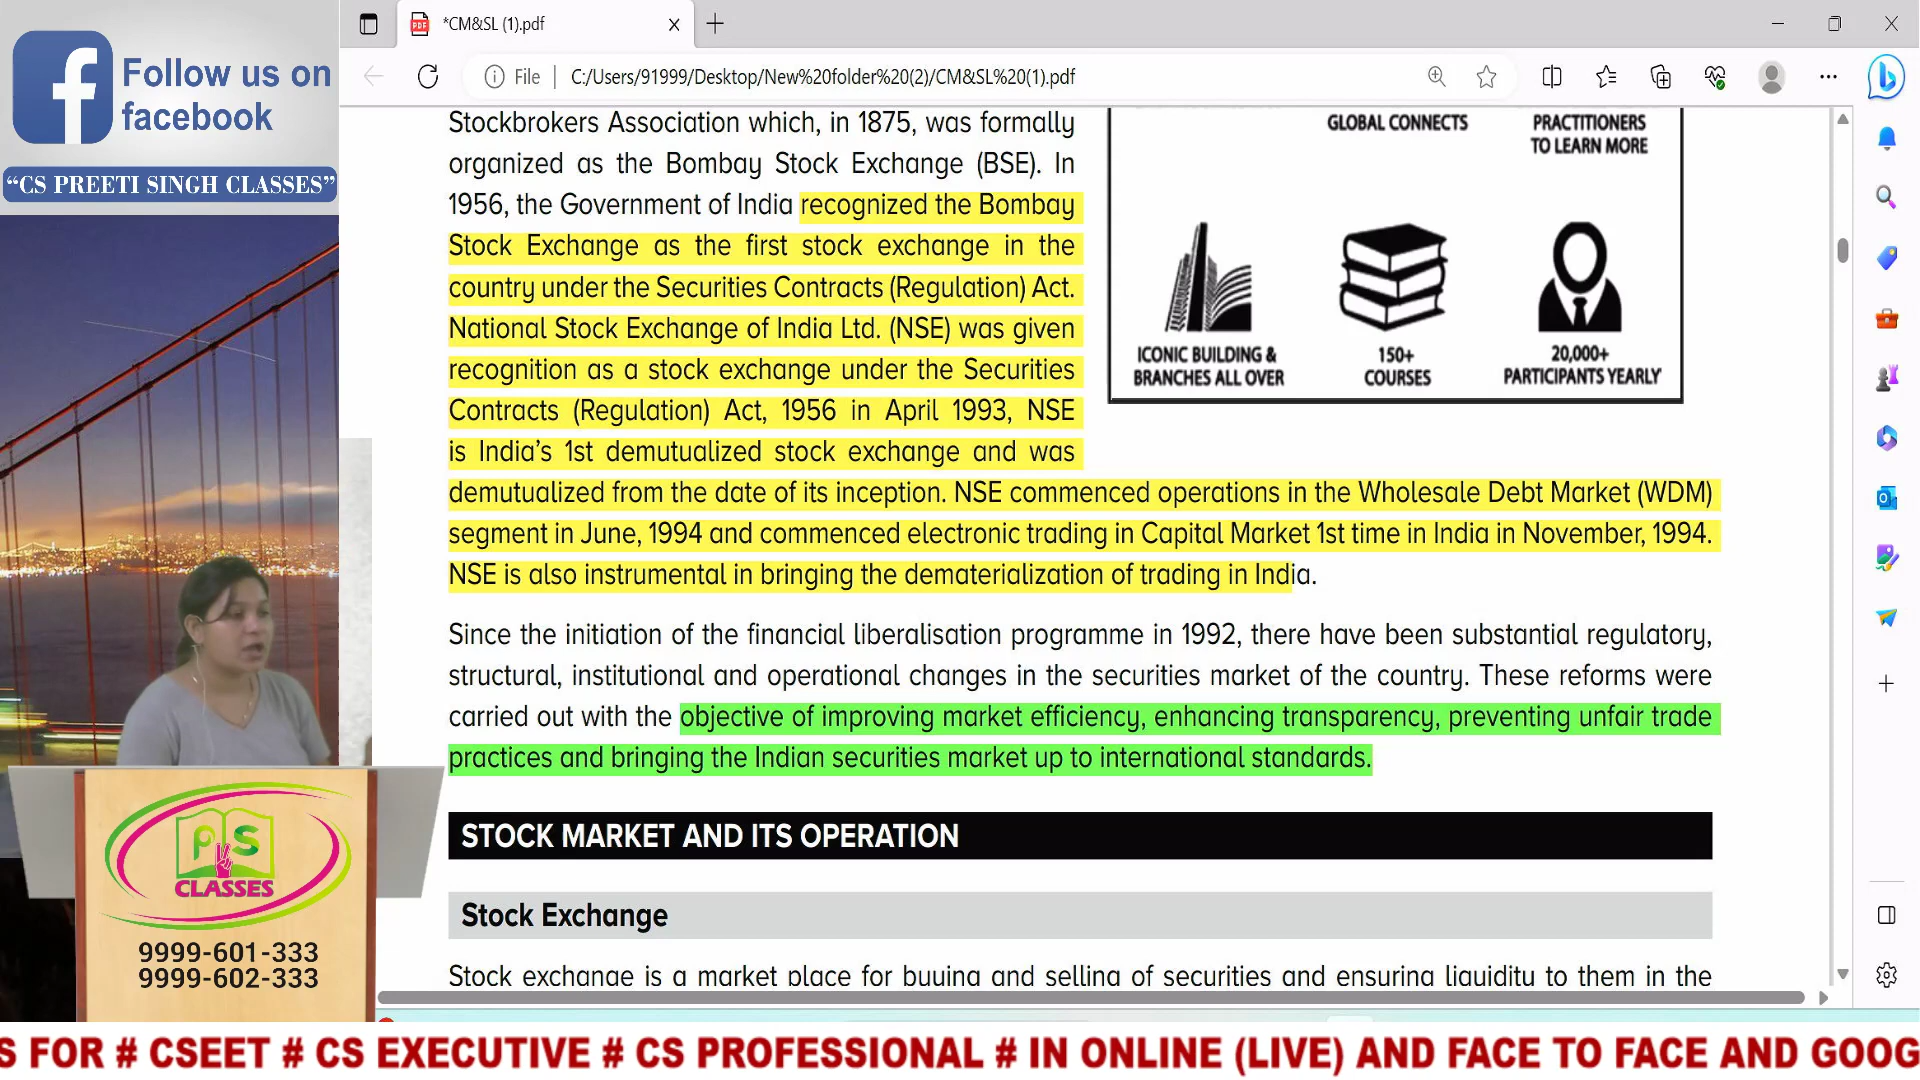 Follow us on
facebook
“CS PREETI SINGH CLASSES”
*CM&SL (1).pdf
File
C:/Users/91999/Desktop/New%20folder%20(2)/CM&SL%20(1).pdf
Stockbrokers Association which, in 1875, was formally
organized as the Bombay Stock Exchange (BSE). In
1956, the Government of India recognized the Bombay
Stock Exchange as the first stock exchange in the
country under the Securities Contracts (Regulation) Act.
National Stock Exchange of India Ltd. (NSE) was given
recognition as a stock exchange under the Securities
Contracts (Regulation) Act, 1956 in April 1993, NSE
is India’s 1st demutualized stock exchange and was
demutualized from the date of its inception. NSE commenced operations in the Wholesale Debt Market (WDM)
segment in June, 1994 and commenced electronic trading in Capital Market 1st time in India in November, 1994.
NSE is also instrumental in bringing the dematerialization of trading in India.
GLOBAL CONNECTS
PRACTITIONERS
TO LEARN MORE
ICONIC BUILDING &
BRANCHES ALL OVER
150+
COURSES
20,000+
PARTICIPANTS YEARLY
Since the initiation of the financial liberalisation programme in 1992, there have been substantial regulatory,
structural, institutional and operational changes in the securities market of the country. These reforms were
carried out with the objective of improving market efficiency, enhancing transparency, preventing unfair trade
practices and bringing the Indian securities market up to international standards.
STOCK MARKET AND ITS OPERATION
Stock Exchange
Stock exchange is a market place for buying and selling of securities and ensuring liquidity to them in the
PS
CLASSES
9999-601-333
9999-602-333
S FOR # CSEET # CS EXECUTIVE # CS PROFESSIONAL # IN ONLINE (LIVE) AND FACE TO FACE AND GOOG